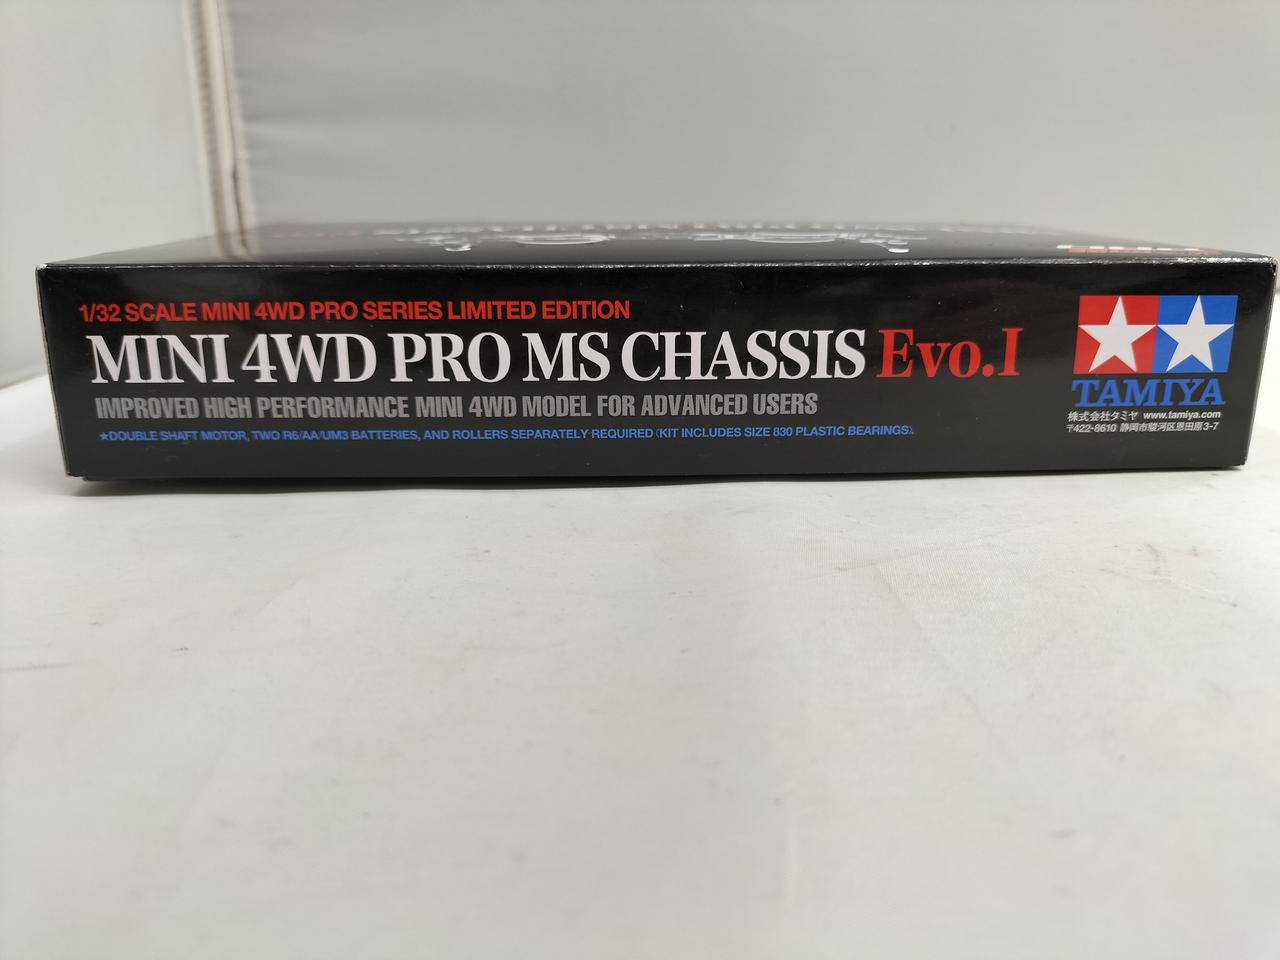 1/32 SCALE MINI 4WD PRO SERIES LIMITED EDITION
MINI 4WD PRO MS CHASSIS Evo.I
IMPROVED HIGH PERFORMANCE MINI 4WD MODEL FOR ADVANCED USERS
★DOUBLE SHAFT MOTOR, TWO R6/AA/UM3 BATTERIES, AND ROLLERS SEPARATELY REQUIRED (KIT INCLUDES SIZE 830 PLASTIC BEARINGS).
TAMIYA
株式会社タミヤ www.tamiya.com
〒422-8610 静岡市駿河区恩田原3-7